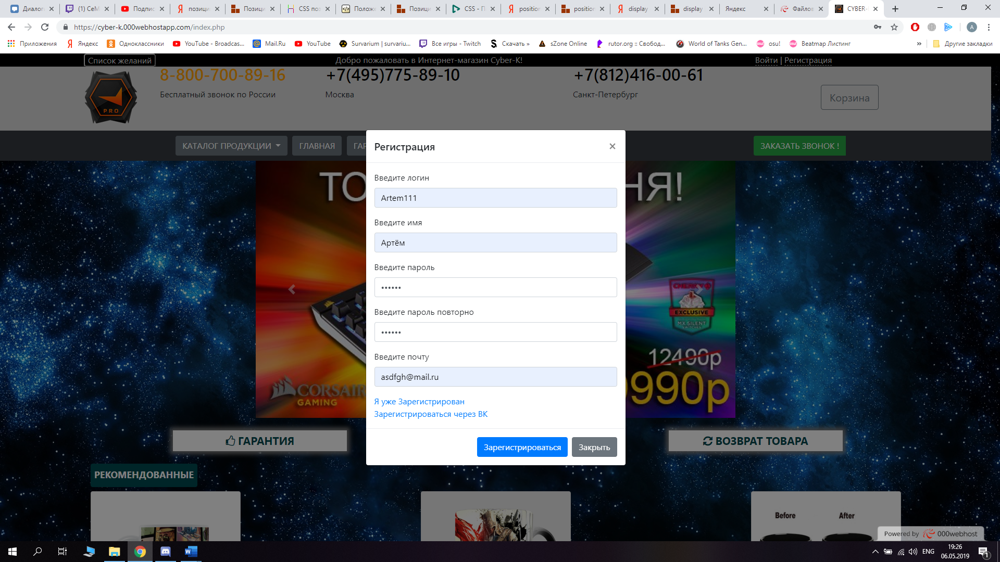 Диалог
(1) СеМ
Подпис
позици
Позици
CSS поз
Положе
Позици
CSS - П
position
position
display
display
Яндекс
Файлов
CYBER-
https://cyber-k.000webhostapp.com/index.php
A
Приложения
Яндекс
Одноклассники
YouTube - Broadcas...
Mail.Ru
YouTube
Survarium | survariu...
Все игры - Twitch
Скачать »
sZone Online
rutor.org :: Свобод...
World of Tanks Gen...
osu!
Beatmap Листинг
»
Другие закладки
Список желаний
Добро пожаловать в Интернет-магазин Cyber-K!
Войти | Регистрация
PRO
8-800-700-89-16
Бесплатный звонок по России
+7(495)775-89-10
Москва
+7(812)416-00-61
Санкт-Петербург
Корзина
КАТАЛОГ ПРОДУКЦИИ
ГЛАВНАЯ
ГАР
ЗАКАЗАТЬ ЗВОНОК !
Регистрация
×
Введите логин
Artem111
Введите имя
Артём
Введите пароль
••••••
Введите пароль повторно
••••••
Введите почту
asdfgh@mail.ru
Я уже Зарегистрирован
Зарегистрироваться через ВК
Зарегистрироваться
Закрыть
ТО
НЯ!
CORSAIR
GAMING
CHERRY
EXCLUSIVE
MX SILENT
12490р
990р
ГАРАНТИЯ
ВОЗВРАТ ТОВАРА
РЕКОМЕНДОВАННЫЕ
Before
After
Powered by 000webhost
ENG
19:26
06.05.2019
1